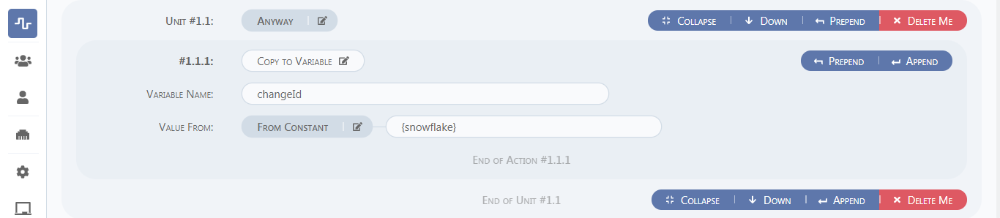 Unit #1.1: Anyway Collapse Down Prepend Delete Me
#1.1.1: Copy to Variable Prepend Append
Variable Name: changeId
Value From: From Constant {snowflake}
End of Action #1.1.1
End of Unit #1.1 Collapse Down Append Delete Me